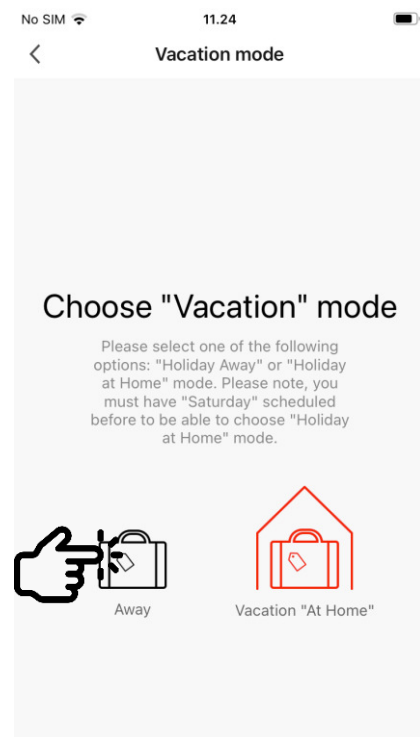 No SIM 11.24
Vacation mode
Choose "Vacation" mode
Please select one of the following
options: "Holiday Away" or "Holiday
at Home" mode. Please note, you
must have "Saturday" scheduled
before to be able to choose "Holiday
at Home" mode.
Away Vacation "At Home"